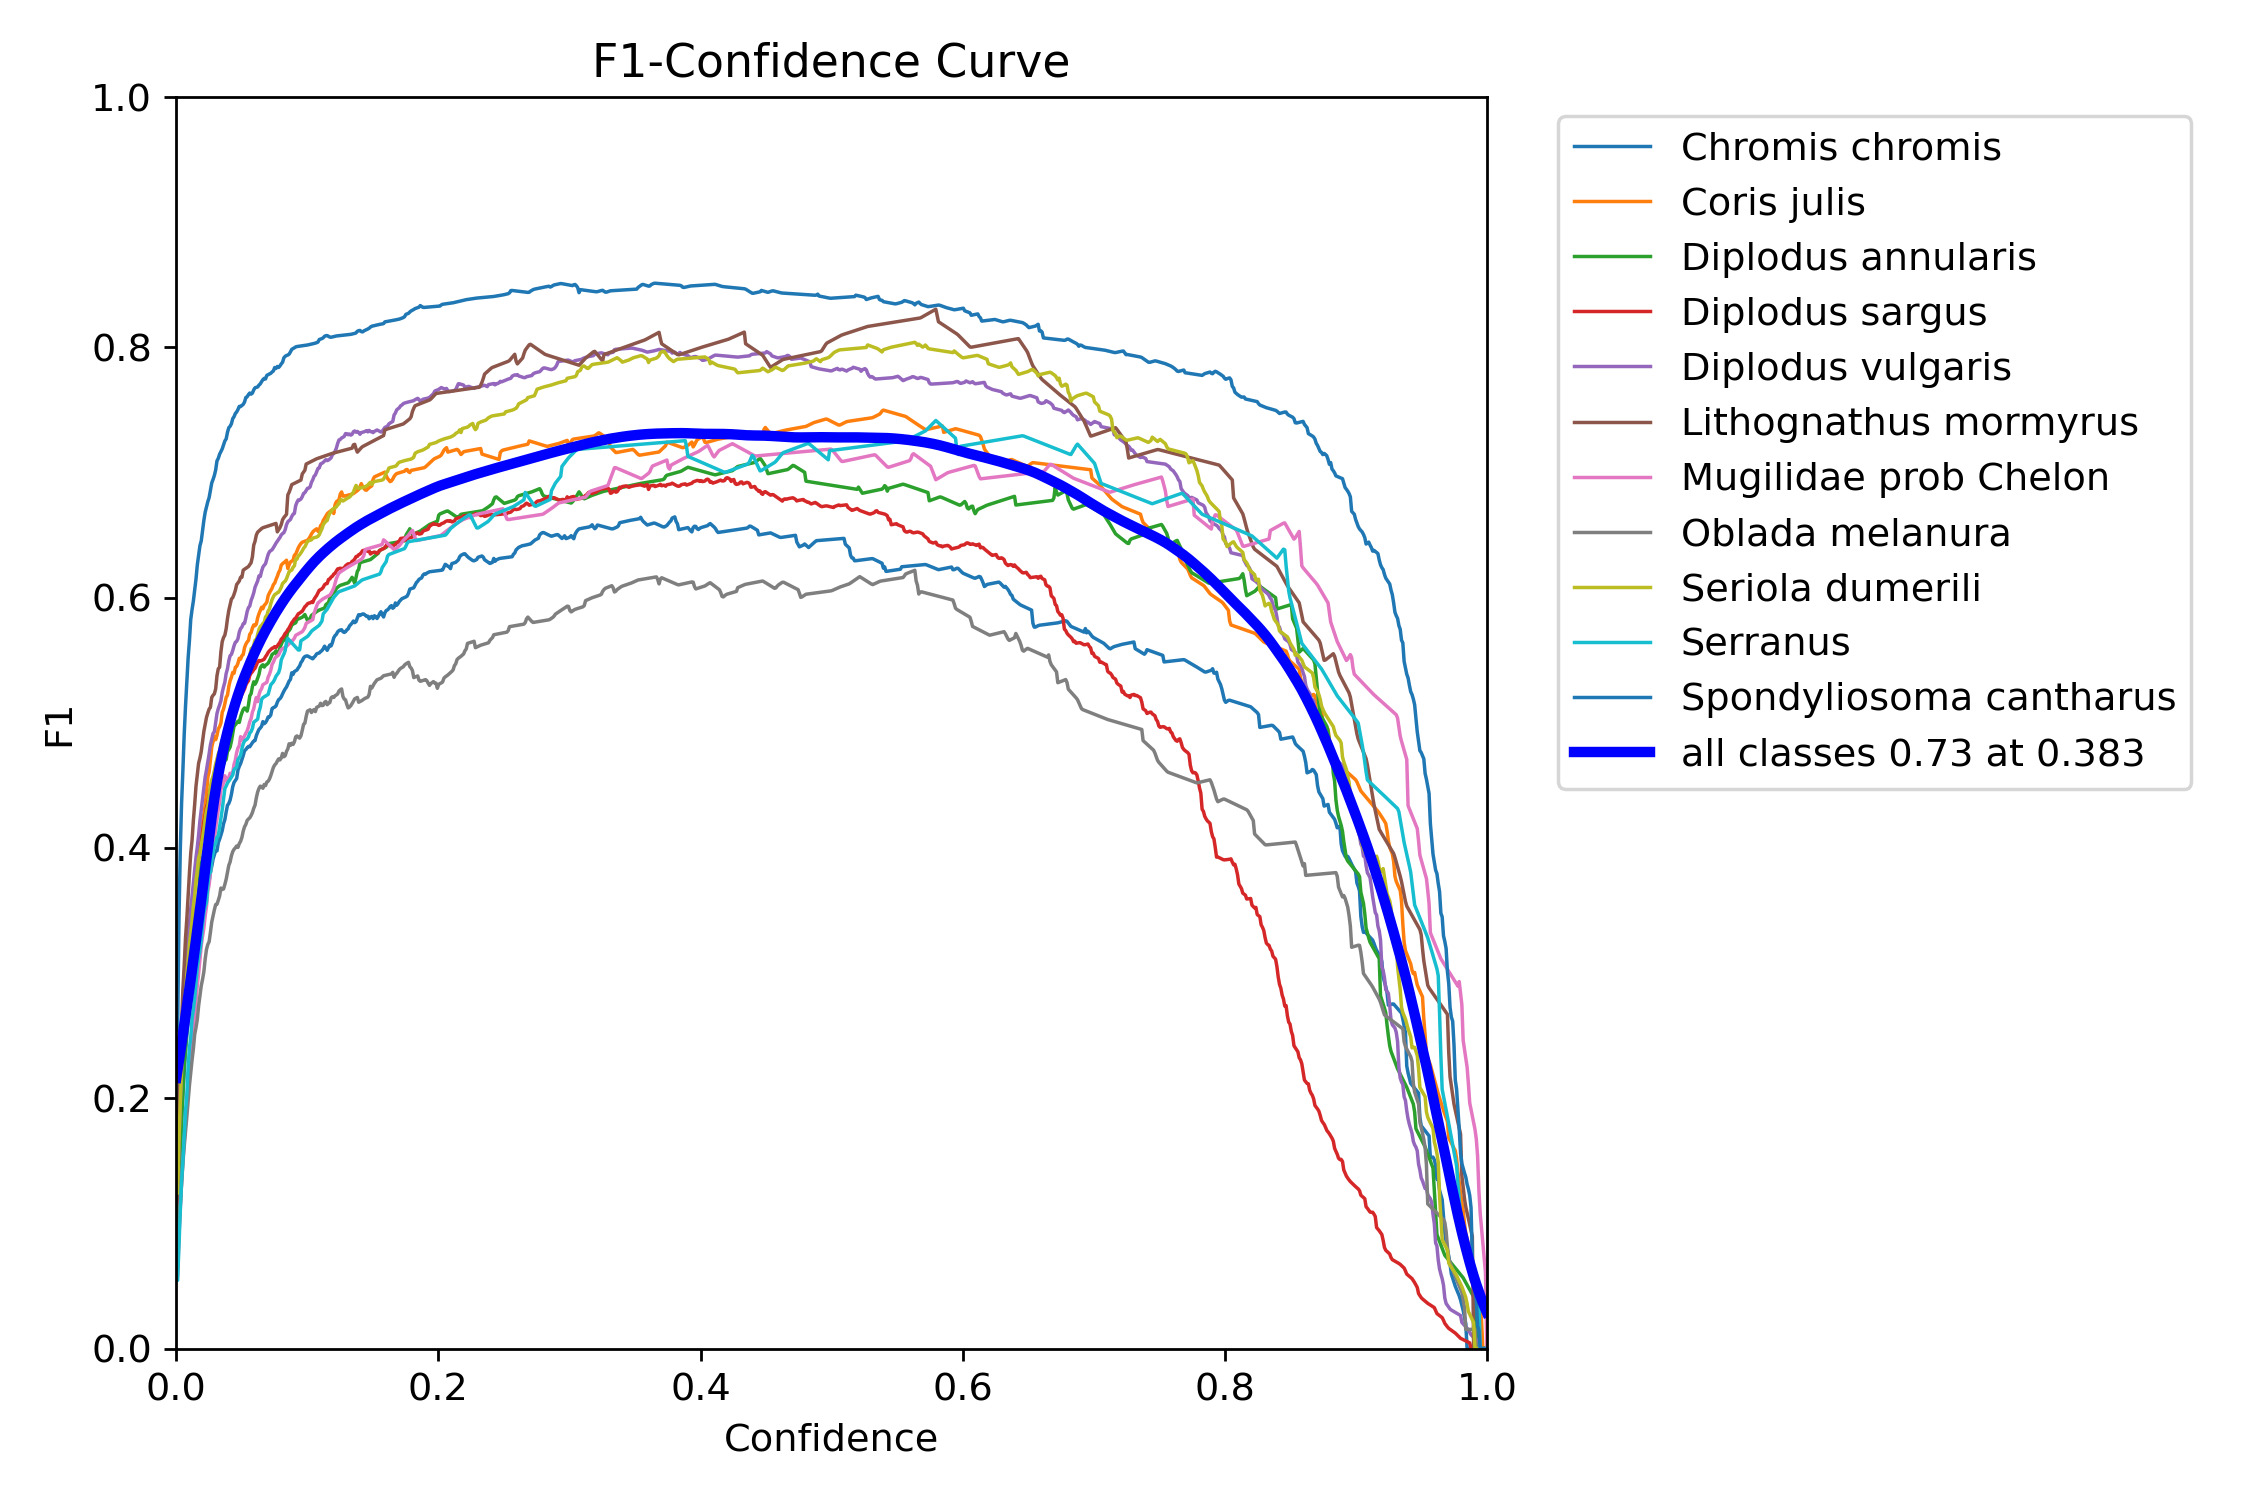 F1-Confidence Curve
1.0
0.8
0.6
0.4
0.2
0.0
F1
0.0 0.2 0.4 0.6 0.8 1.0
Confidence
Chromis chromis
Coris julis
Diplodus annularis
Diplodus sargus
Diplodus vulgaris
Lithognathus mormyrus
Mugilidae prob Chelon
Oblada melanura
Seriola dumerili
Serranus
Spondyliosoma cantharus
all classes 0.73 at 0.383